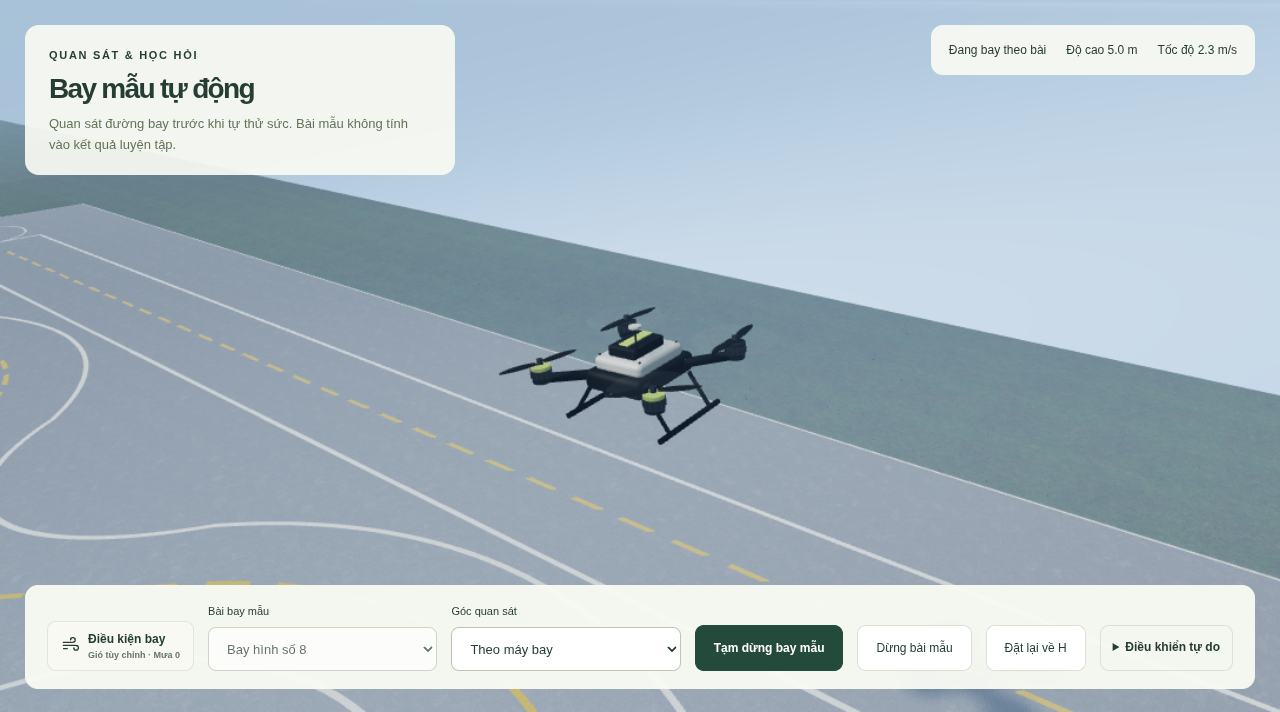 QUAN SÁT & HỌC HỎI
Bay mẫu tự động
Quan sát đường bay trước khi tự thử sức. Bài mẫu không tính
vào kết quả luyện tập.
Đang bay theo bài
Độ cao 5.0 m
Tốc độ 2.3 m/s
Điều kiện bay
Gió tùy chỉnh · Mưa 0
Bài bay mẫu
Bay hình số 8
Góc quan sát
Theo máy bay
Tạm dừng bay mẫu
Dừng bài mẫu
Đặt lại về H
Điều khiển tự do